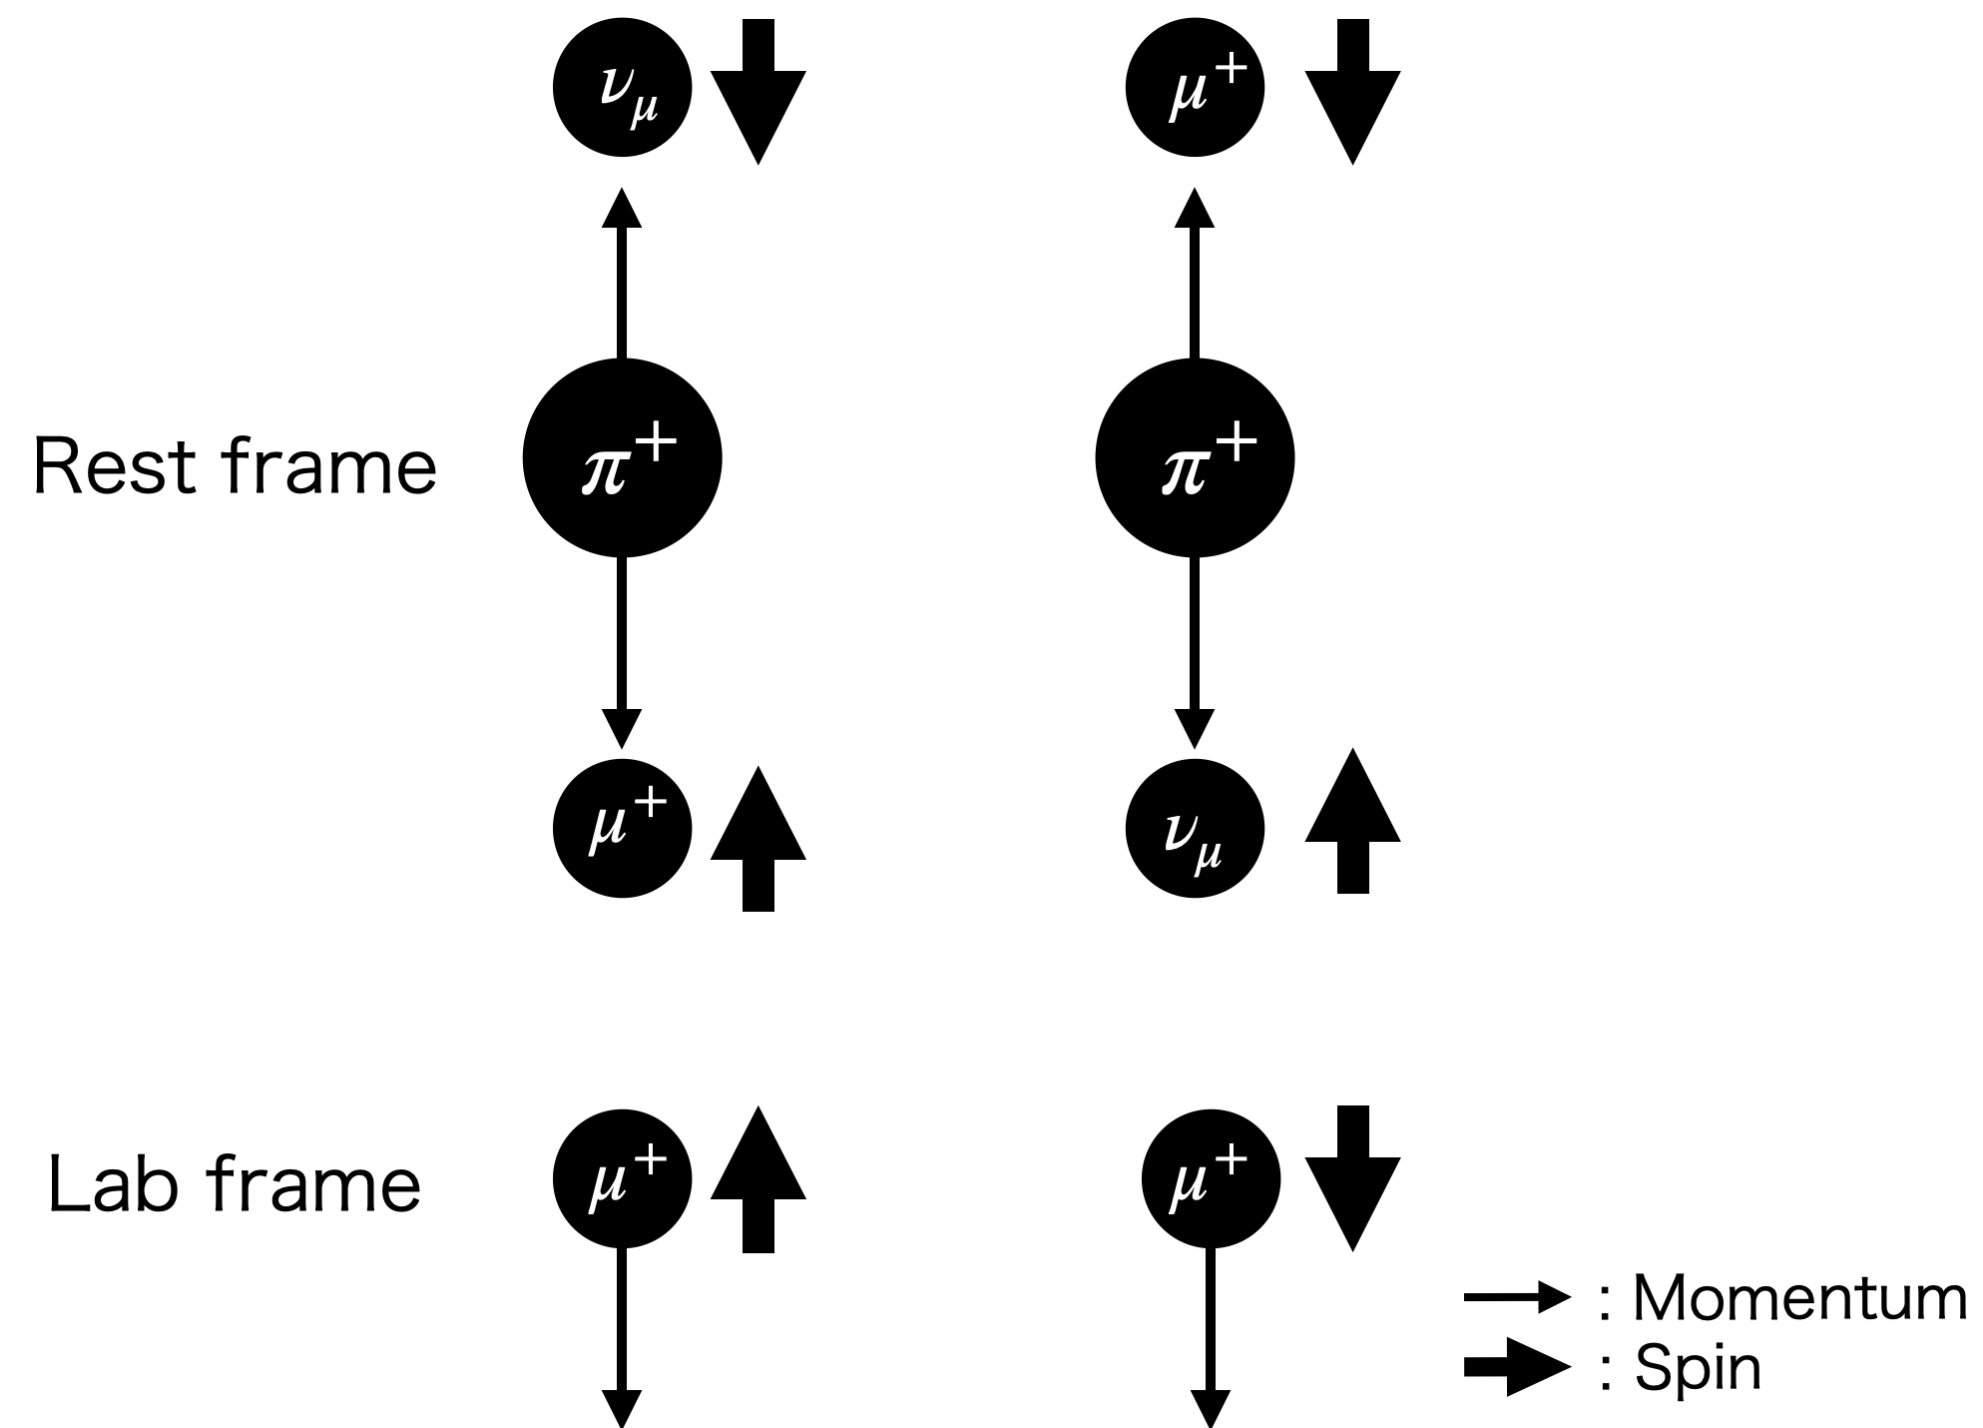 ν_μ μ⁺
Rest frame π⁺ π⁺
μ⁺ ν_μ
Lab frame μ⁺ μ⁺
: Momentum
: Spin